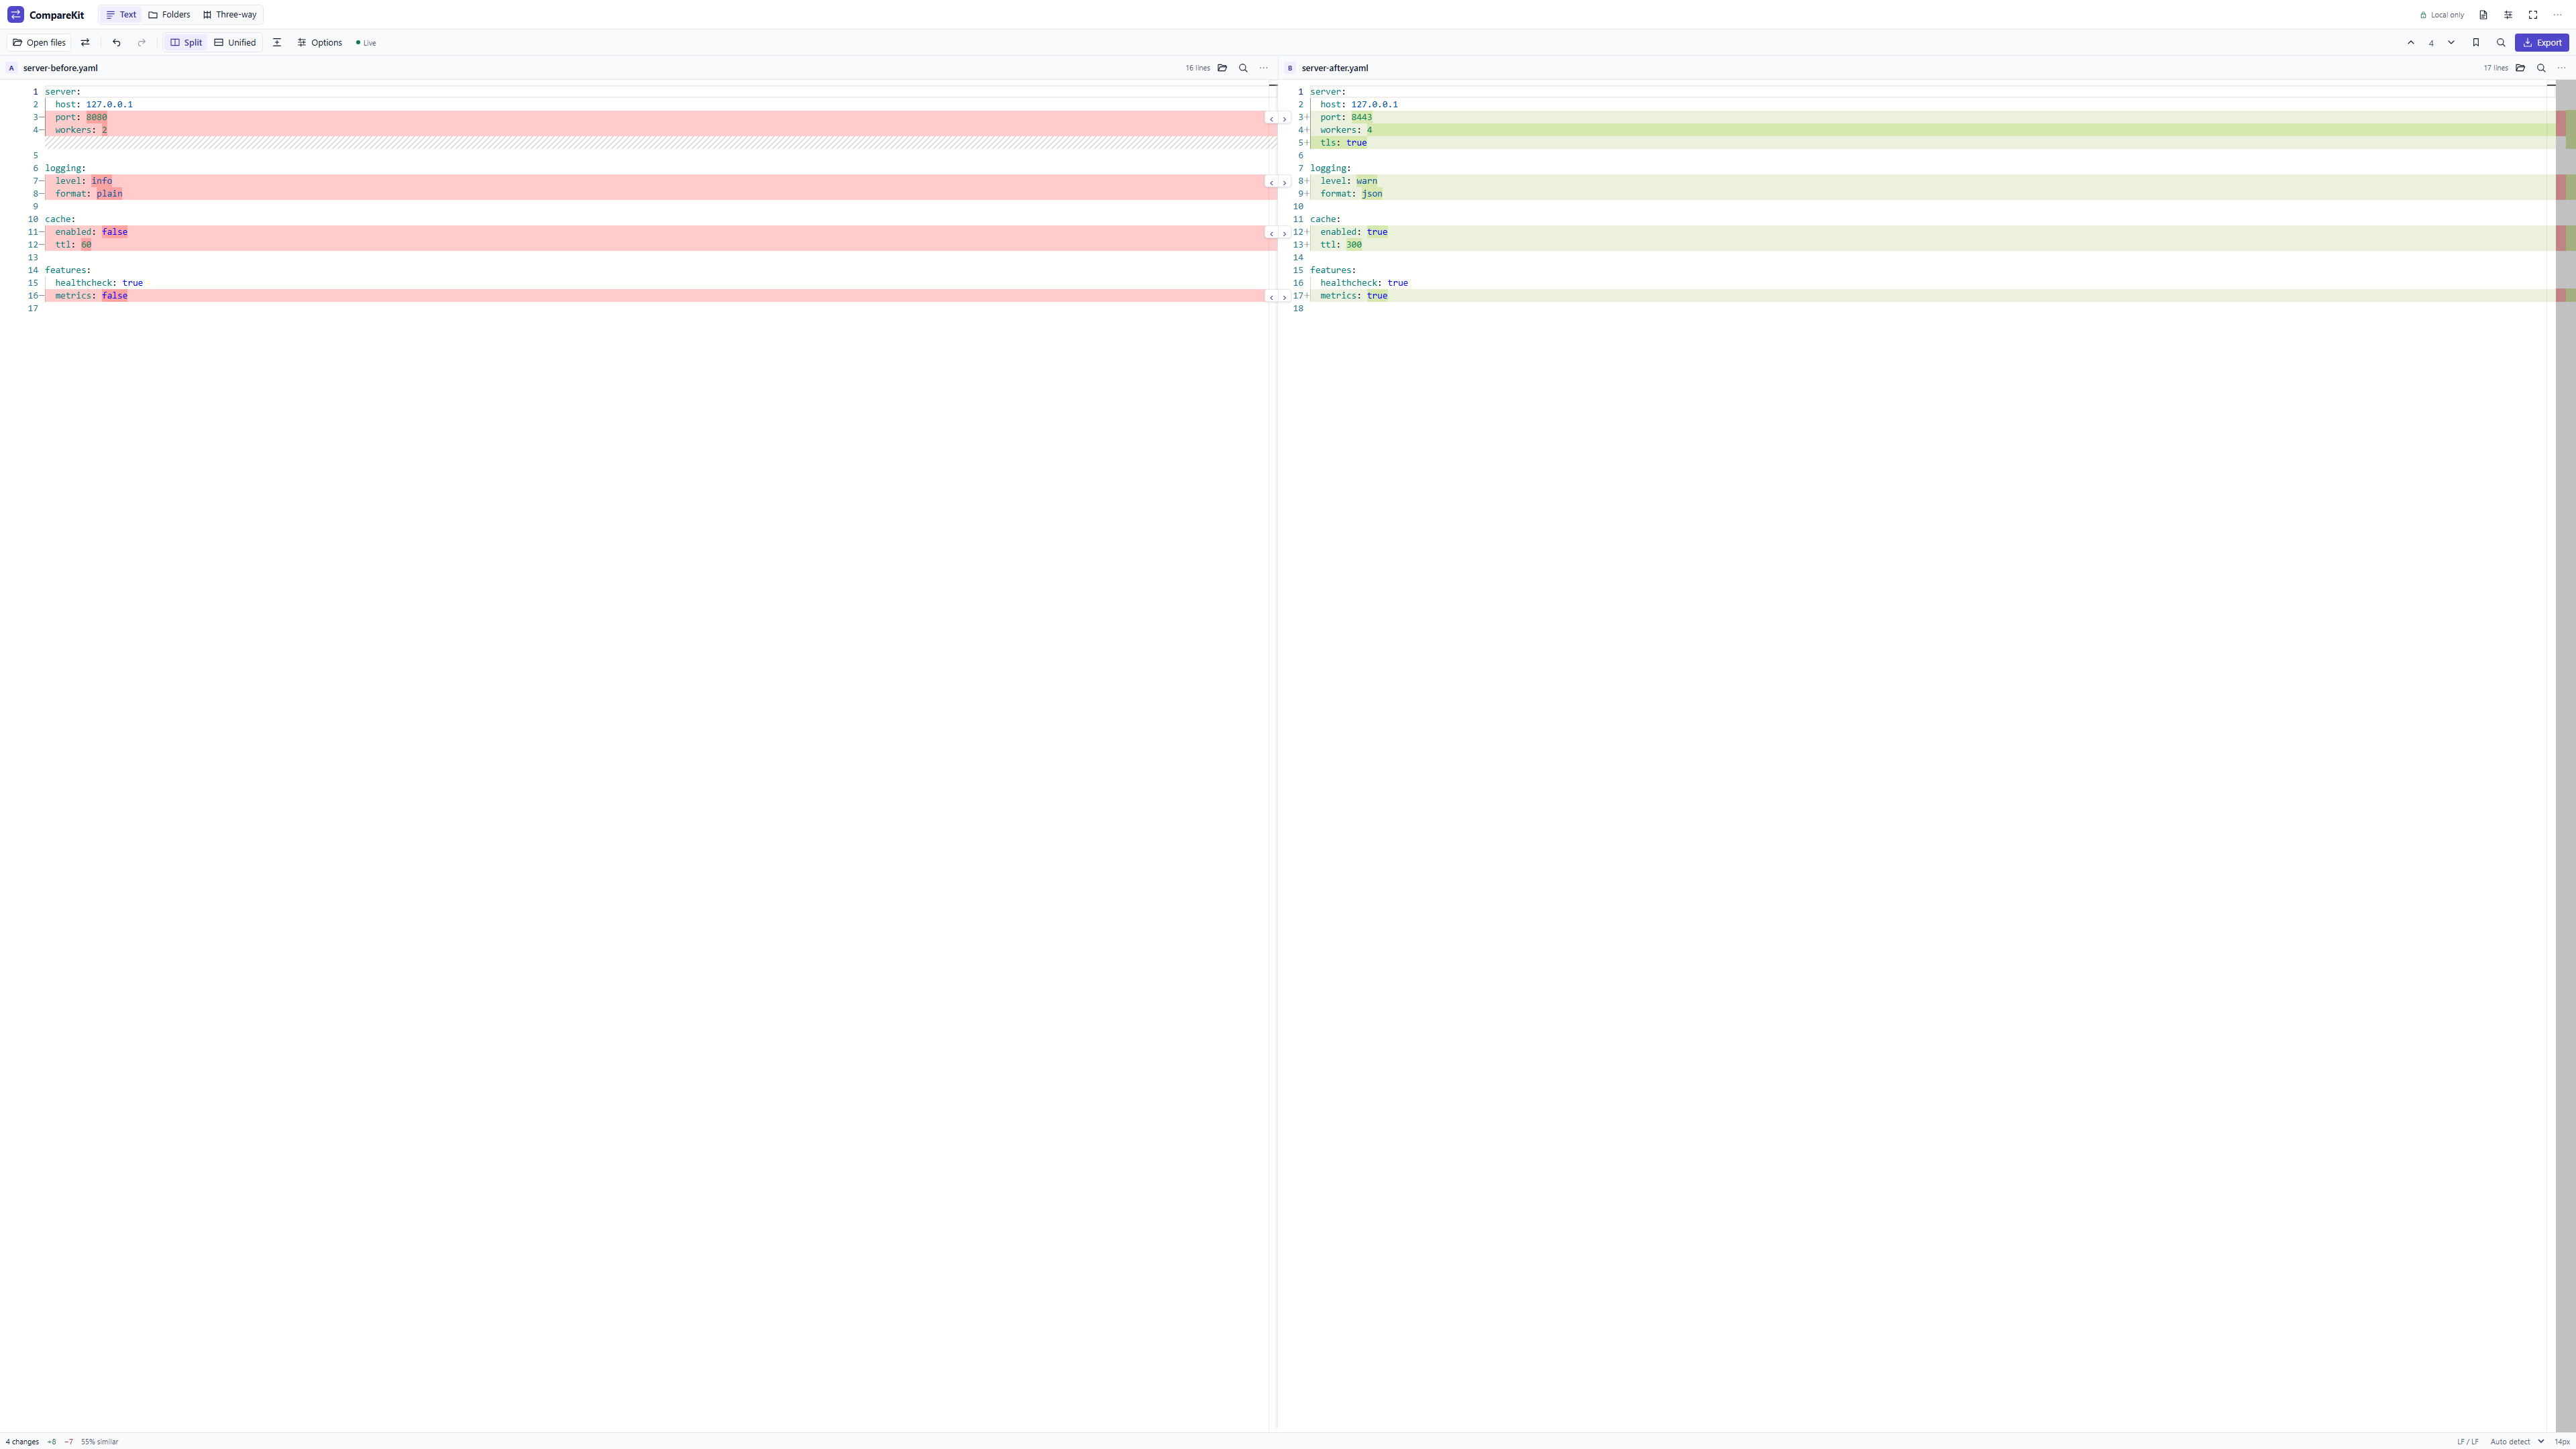 CompareKit Text Folders Three-way Local only
Open files Split Unified Options Live 4 Export
A server-before.yaml 16 lines
1 server:
2   host: 127.0.0.1
3−   port: 8080
4−   workers: 2
5
6 logging:
7−   level: info
8−   format: plain
9
10 cache:
11−   enabled: false
12−   ttl: 60
13
14 features:
15   healthcheck: true
16−   metrics: false
17
B server-after.yaml 17 lines
1 server:
2   host: 127.0.0.1
3+   port: 8443
4+   workers: 4
5+   tls: true
6
7 logging:
8+   level: warn
9+   format: json
10
11 cache:
12+   enabled: true
13+   ttl: 300
14
15 features:
16   healthcheck: true
17+   metrics: true
18
4 changes +8 −7 55% similar LF / LF Auto detect 14px